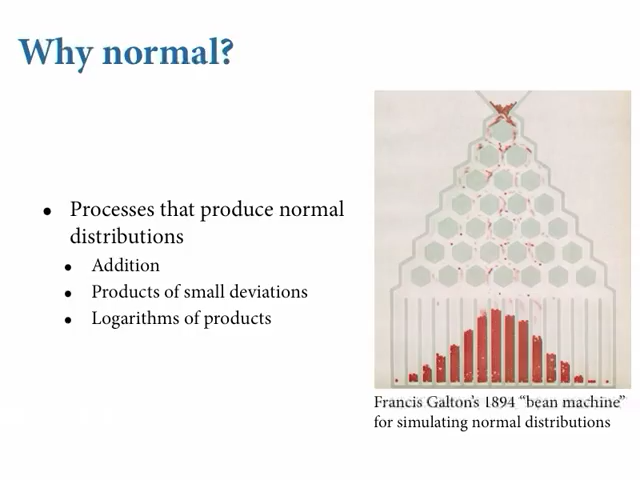 Why normal?
• Processes that produce normal
distributions
• Addition
• Products of small deviations
• Logarithms of products
Francis Galton's 1894 “bean machine”
for simulating normal distributions